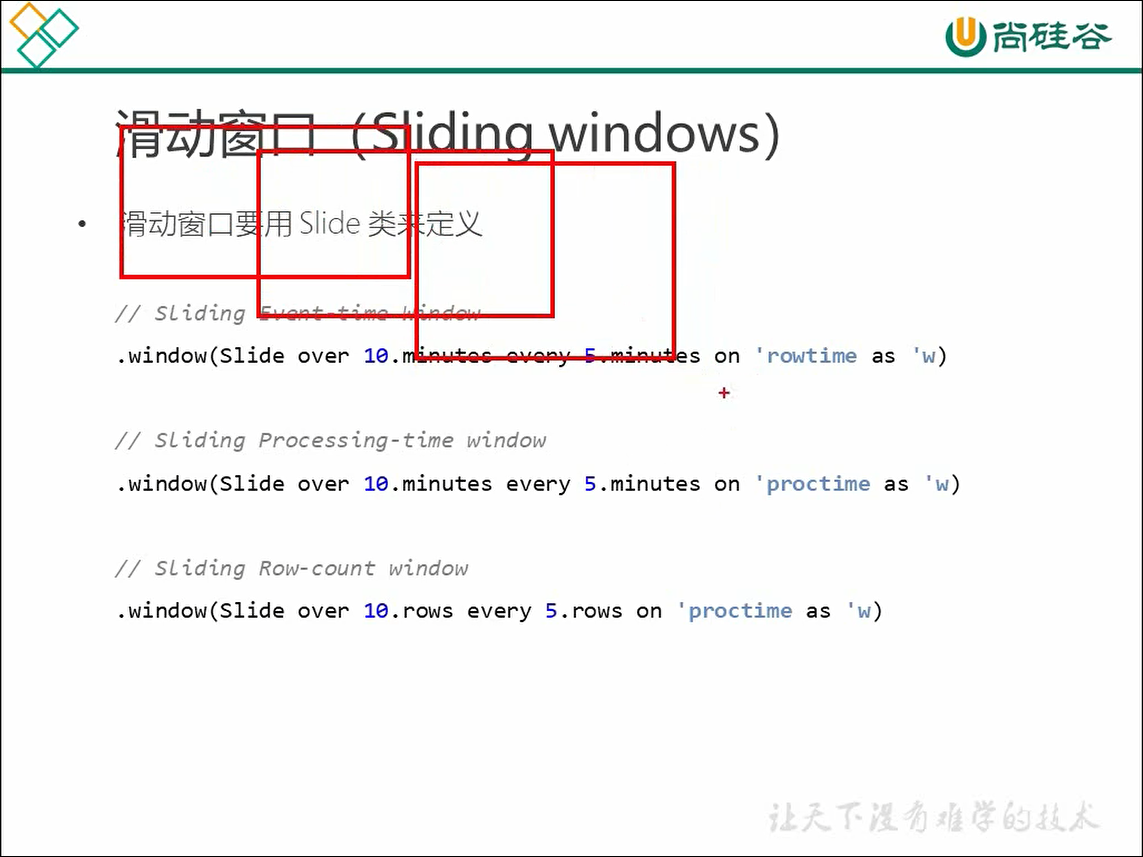 尚硅谷
滑动窗口（Sliding windows）
• 滑动窗口要用 Slide 类来定义
// Sliding Event-time window
.window(Slide over 10.minutes every 5.minutes on 'rowtime as 'w)
// Sliding Processing-time window
.window(Slide over 10.minutes every 5.minutes on 'proctime as 'w)
// Sliding Row-count window
.window(Slide over 10.rows every 5.rows on 'proctime as 'w)
让天下没有难学的技术